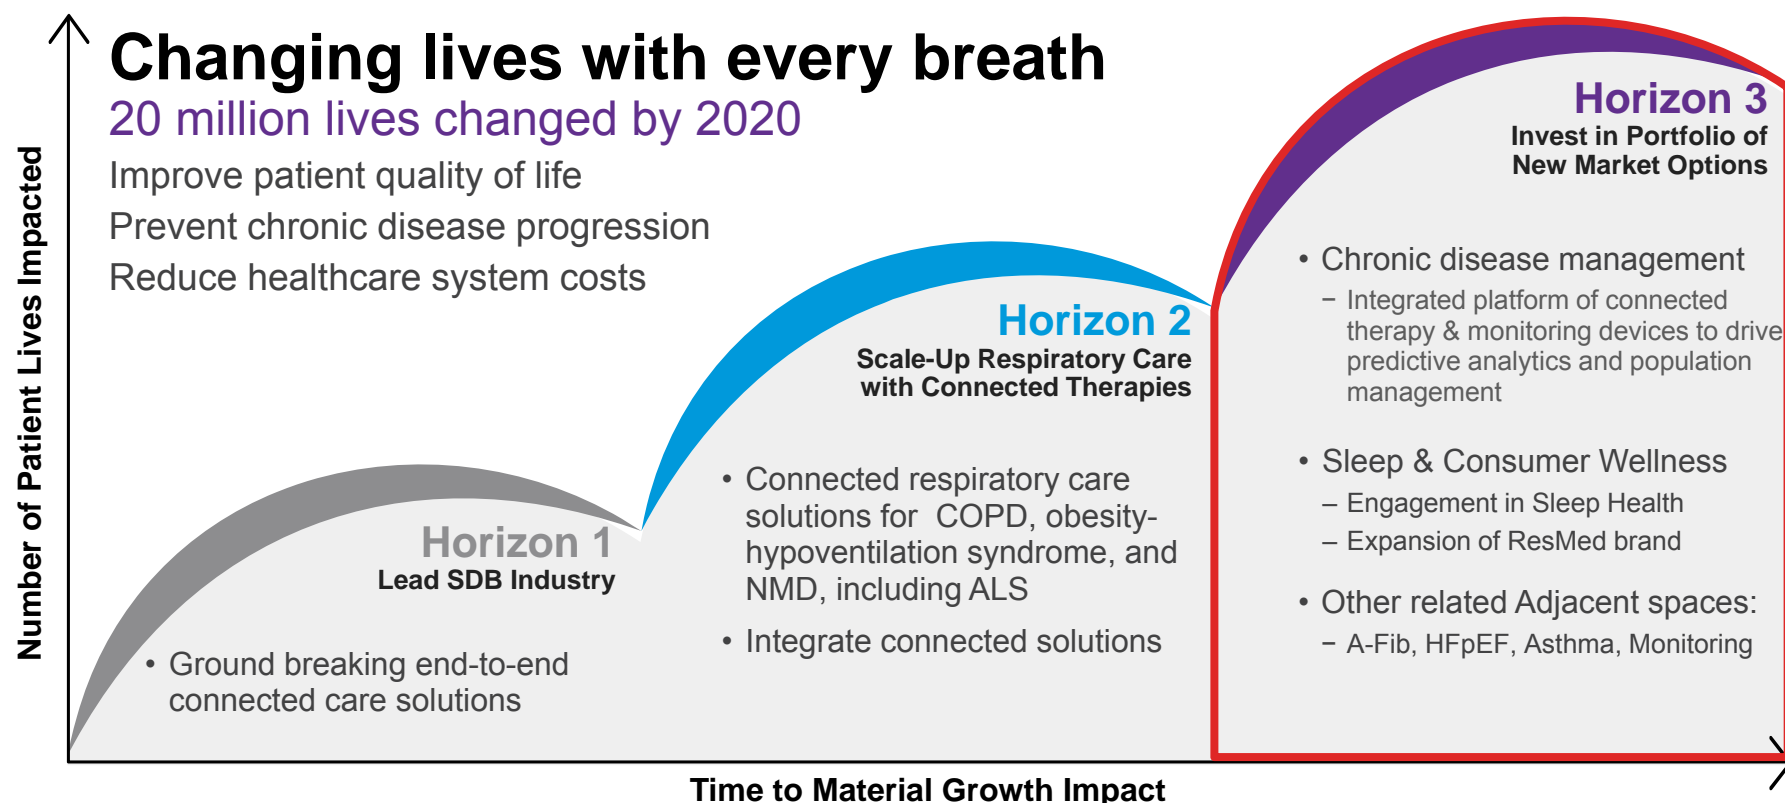 Changing lives with every breath
20 million lives changed by 2020
Improve patient quality of life
Prevent chronic disease progression
Reduce healthcare system costs
Number of Patient Lives Impacted
Horizon 1
Lead SDB Industry
• Ground breaking end-to-end
connected care solutions
Horizon 2
Scale-Up Respiratory Care
with Connected Therapies
• Connected respiratory care
solutions for COPD, obesity-
hypoventilation syndrome, and
NMD, including ALS
• Integrate connected solutions
Horizon 3
Invest in Portfolio of
New Market Options
• Chronic disease management
– Integrated platform of connected
therapy & monitoring devices to drive
predictive analytics and population
management
• Sleep & Consumer Wellness
– Engagement in Sleep Health
– Expansion of ResMed brand
• Other related Adjacent spaces:
– A-Fib, HFpEF, Asthma, Monitoring
Time to Material Growth Impact